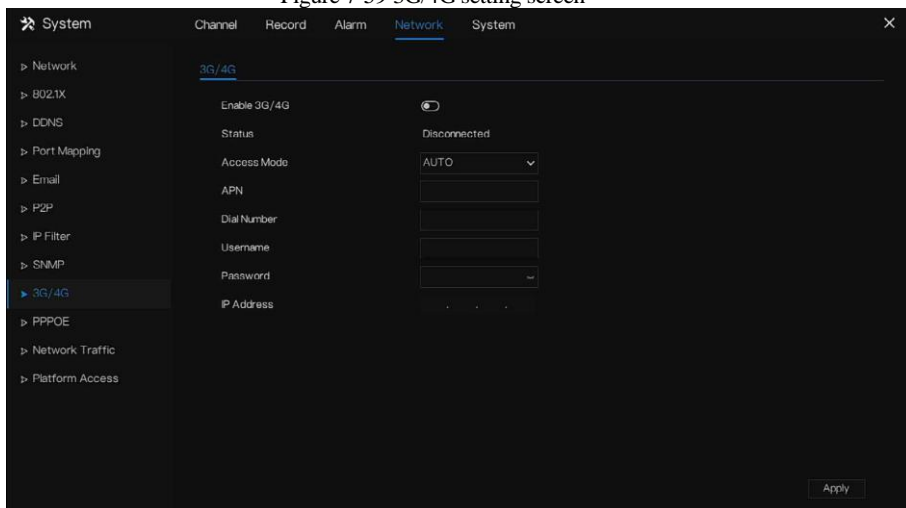 Figure 7-39 3G/4G setting screen
System
Channel Record Alarm Network System
Network
802.1X
DDNS
Port Mapping
Email
P2P
IP Filter
SNMP
3G/4G
PPPOE
Network Traffic
Platform Access
3G/4G
Enable 3G/4G
Status Disconnected
Access Mode AUTO
APN
Dial Number
Username
Password
IP Address . . .
Apply